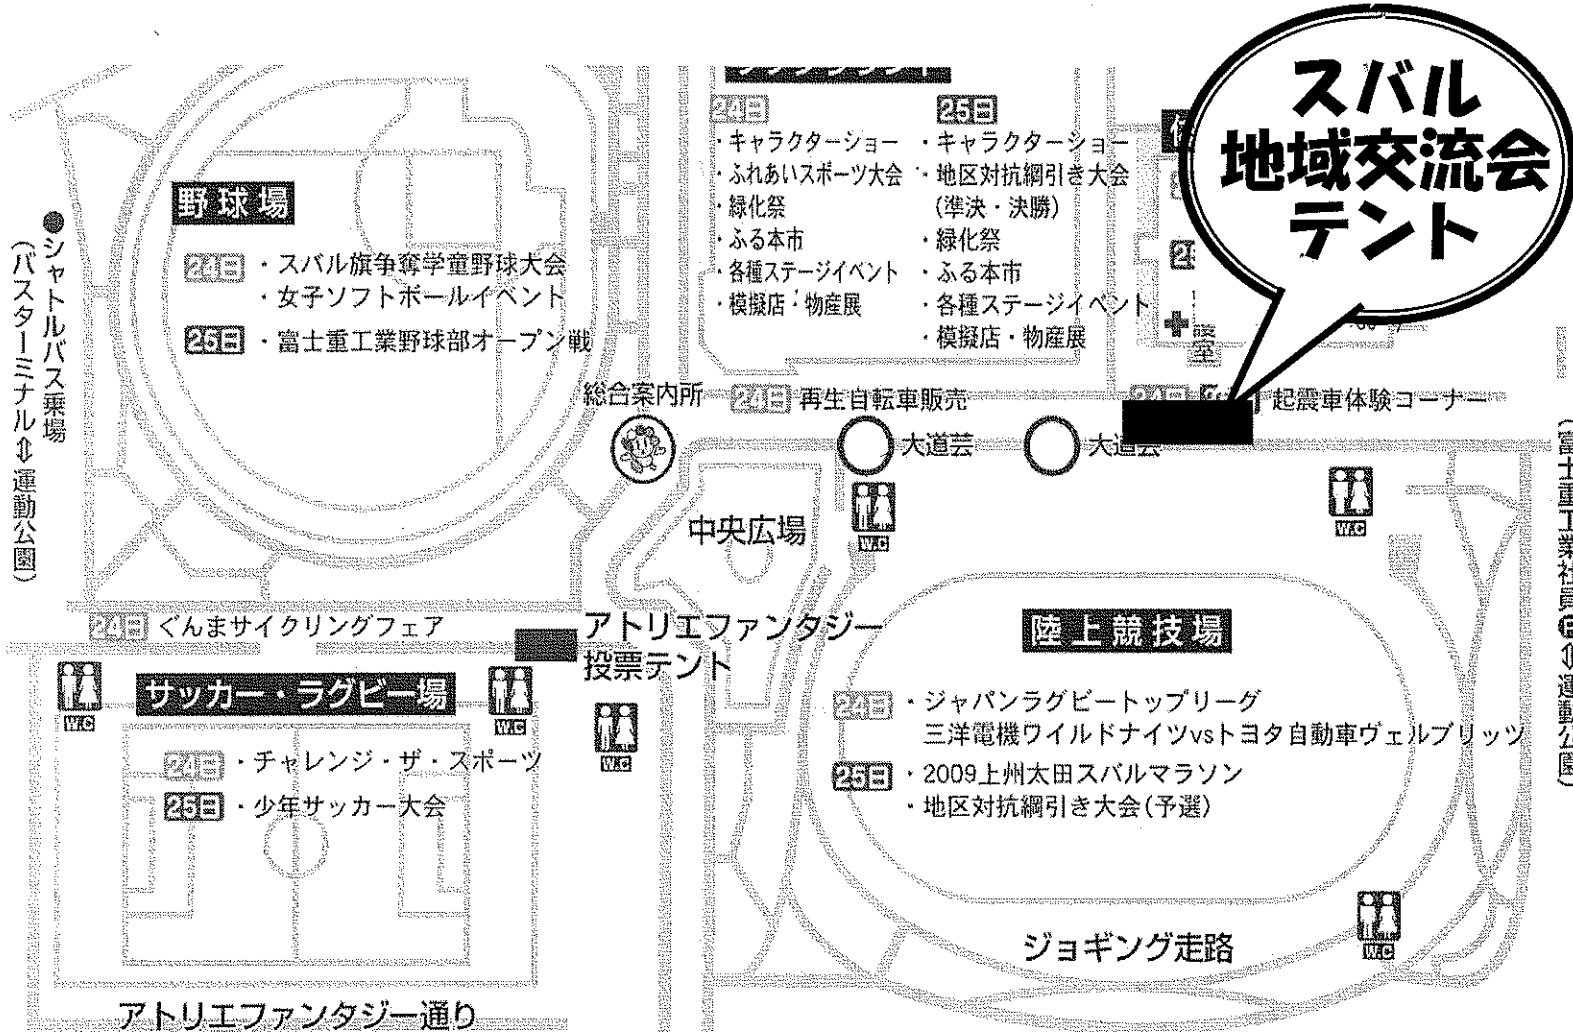 スバル
地域交流会
テント
24日
・キャラクターショー
・ふれあいスポーツ大会
・緑化祭
・ふる本市
・各種ステージイベント
・模擬店・物産展
25日
・キャラクターショー
・地区対抗綱引き大会
(準決・決勝)
・緑化祭
・ふる本市
・各種ステージイベント
・模擬店・物産展
野球場
24日 ・スバル旗争奪学童野球大会
・女子ソフトボールイベント
25日 ・富士重工業野球部オープン戦
●シャトルバス乗場
(バスターミナル⇔運動公園)
総合案内所
24日 再生自転車販売
24日 起震車体験コーナー
大道芸
大道芸
中央広場
W.C
W.C
24日 ぐんまサイクリングフェア
アトリエファンタジー
投票テント
サッカー・ラグビー場
W.C
W.C
W.C
24日 ・チャレンジ・ザ・スポーツ
25日 ・少年サッカー大会
陸上競技場
24日 ・ジャパンラグビートップリーグ
三洋電機ワイルドナイツvsトヨタ自動車ヴェルブリッツ
25日 ・2009上州太田スバルマラソン
・地区対抗綱引き大会(予選)
(富士重工業社員Ⓟ⇔運動公園)
ジョギング走路
W.C
アトリエファンタジー通り